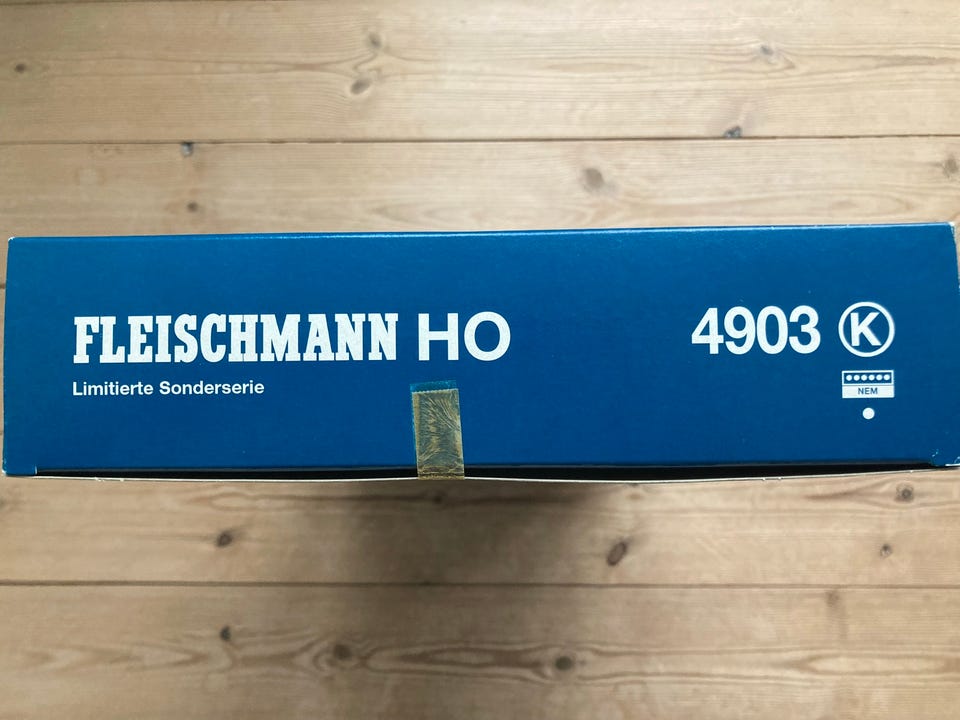 FLEISCHMANN HO 4903 K
Limitierte Sonderserie
NEM